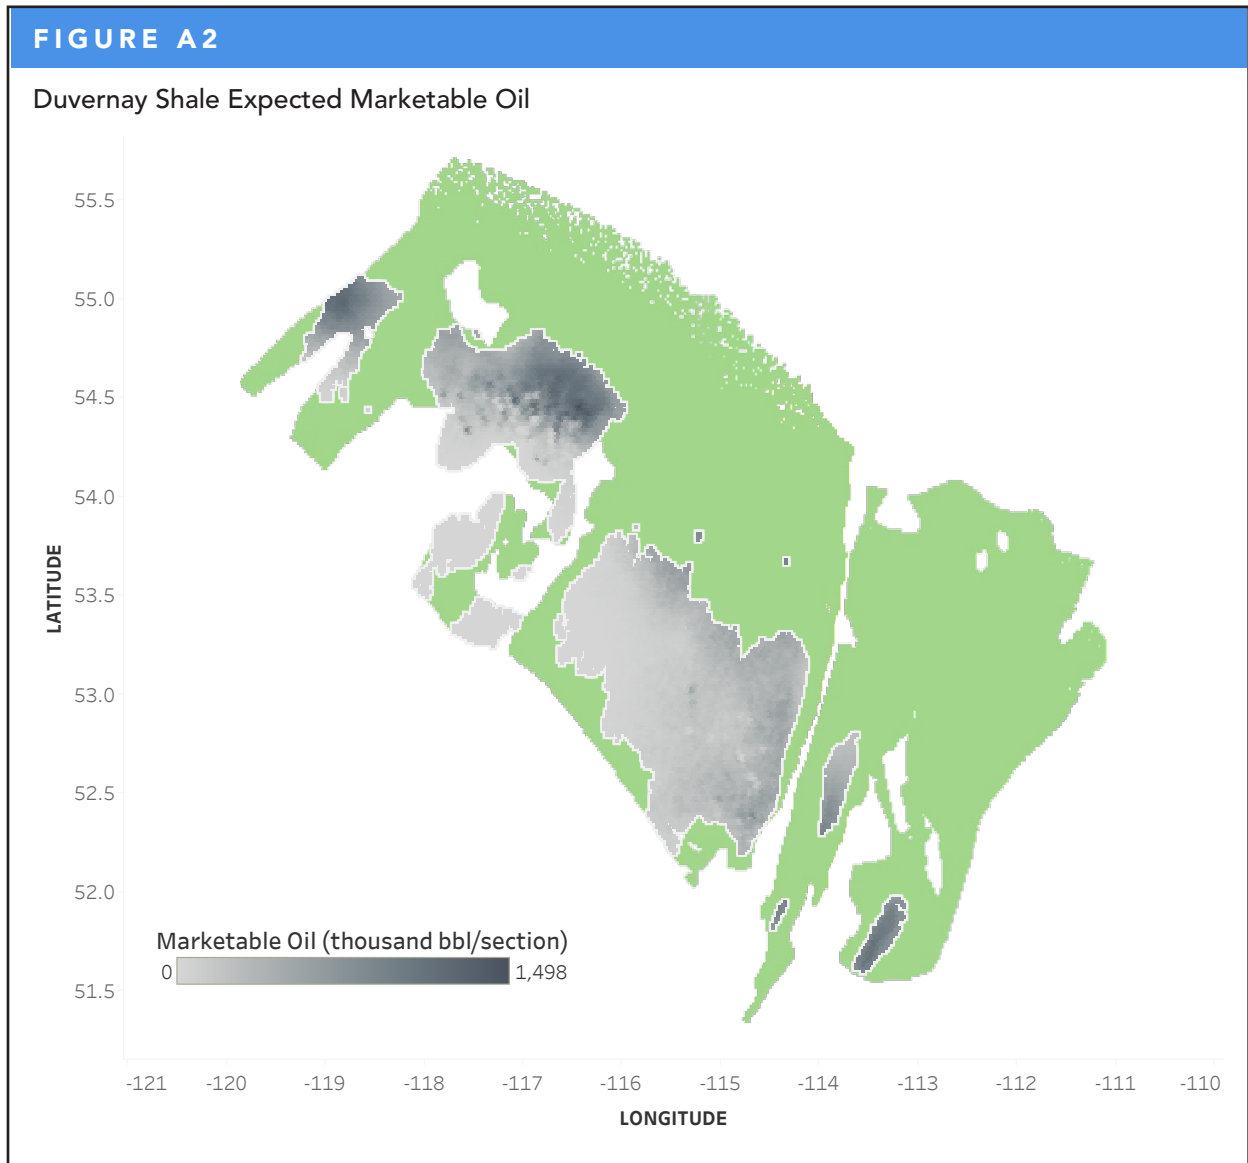 FIGURE A2
Duvernay Shale Expected Marketable Oil
55.5
55.0
54.5
54.0
53.5
53.0
52.5
52.0
51.5
LATITUDE
Marketable Oil (thousand bbl/section)
0 1,498
-121 -120 -119 -118 -117 -116 -115 -114 -113 -112 -111 -110
LONGITUDE